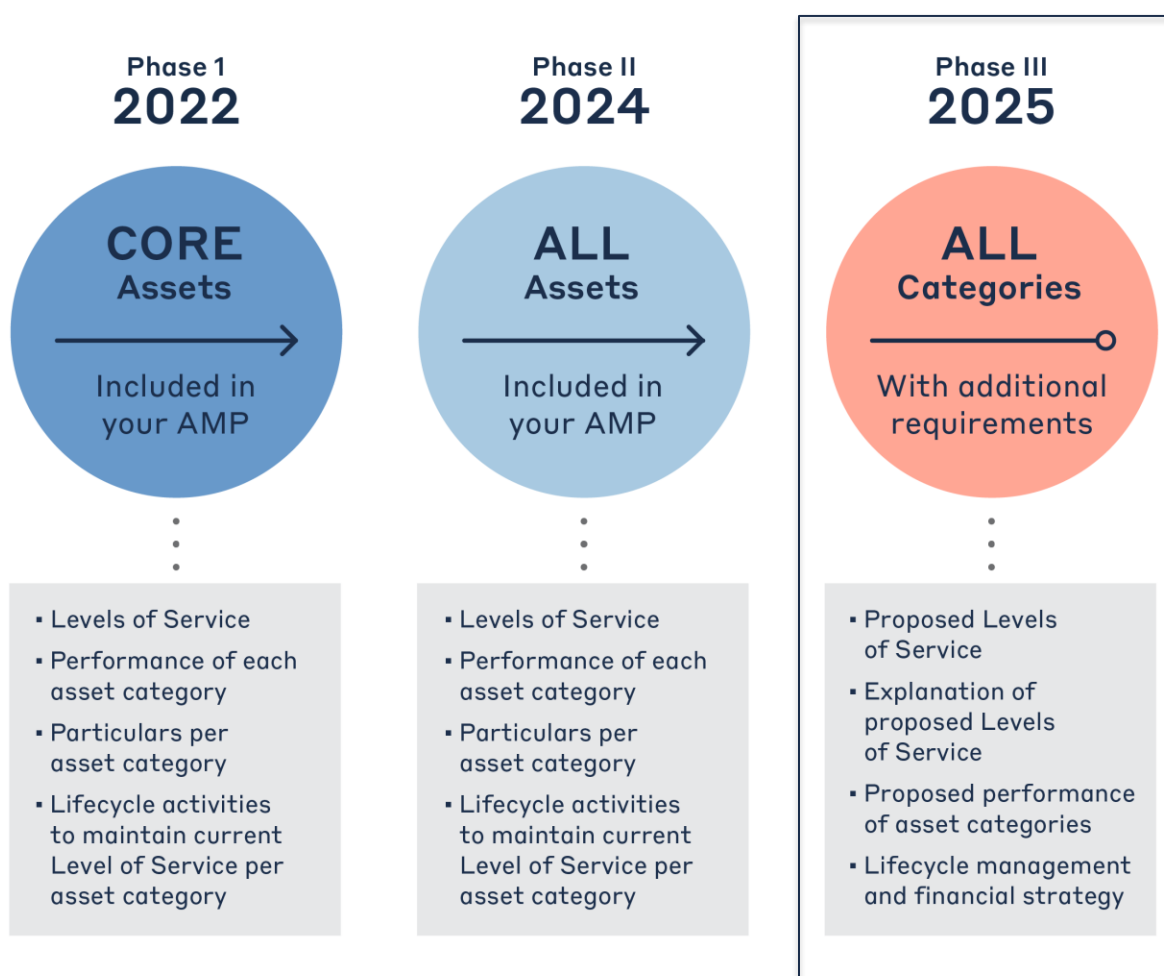 Phase 1
2022
CORE
Assets
Included in
your AMP
▪ Levels of Service
▪ Performance of each
asset category
▪ Particulars per
asset category
▪ Lifecycle activities
to maintain current
Level of Service per
asset category
Phase II
2024
ALL
Assets
Included in
your AMP
▪ Levels of Service
▪ Performance of each
asset category
▪ Particulars per
asset category
▪ Lifecycle activities
to maintain current
Level of Service per
asset category
Phase III
2025
ALL
Categories
With additional
requirements
▪ Proposed Levels
of Service
▪ Explanation of
proposed Levels
of Service
▪ Proposed performance
of asset categories
▪ Lifecycle management
and financial strategy